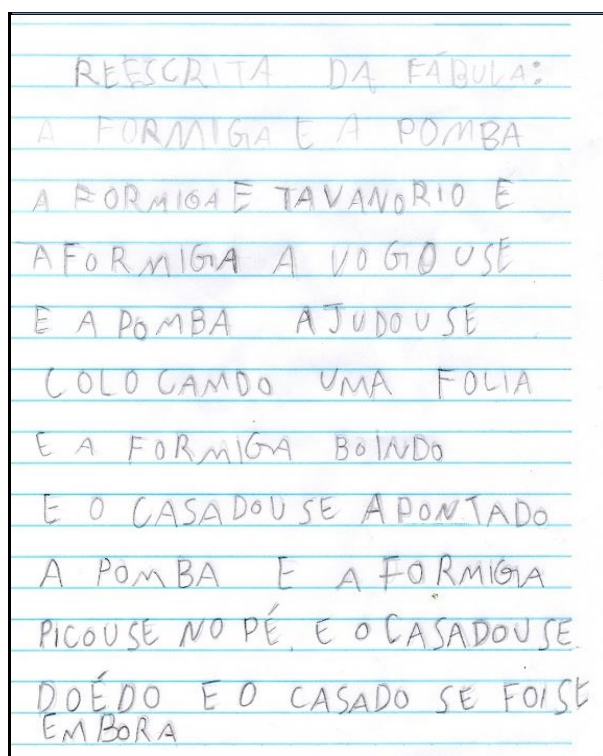 REESCRITA DA FÁBULA:
A FORMIGA E A POMBA
A FORMIGA E TAVANORIO E
A FORMIGA A VOGOUSE
E A POMBA AJUDOUSE
COLOCAMDO UMA FOLIA
E A FORMIGA BOINDO
E O CASADOUSE APONTADO
A POMBA E A FORMIGA
PICOUSE NO PÉ. E O CASADOUSE
DOÉDO E O CASADO SE FOISE
EMBORA